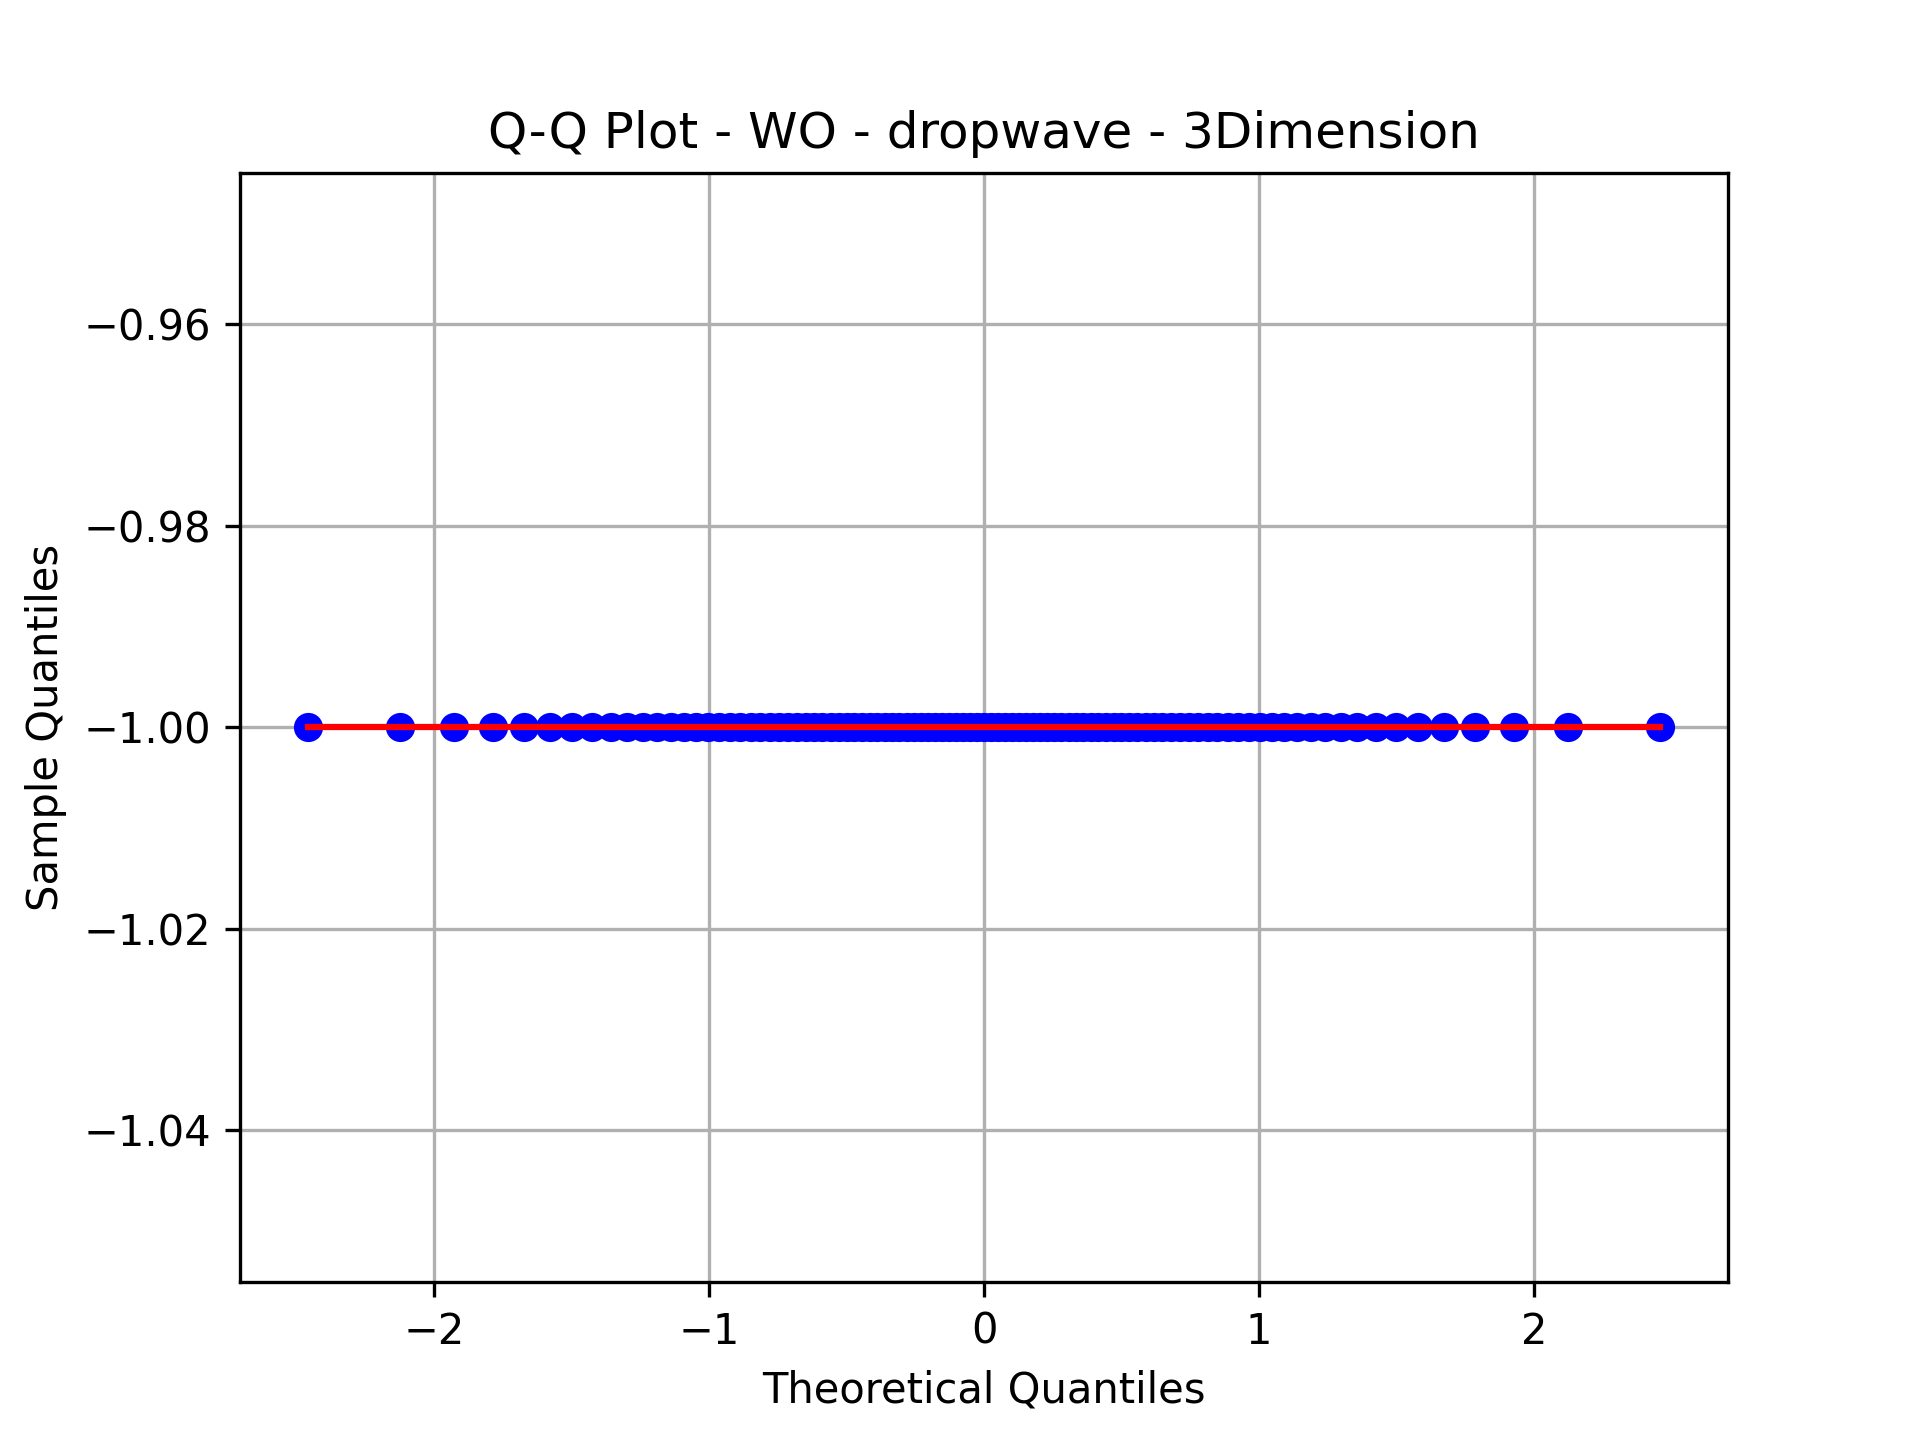 Q-Q Plot - WO - dropwave - 3Dimension
−0.96
−0.98
−1.00
−1.02
−1.04
Sample Quantiles
−2 −1 0 1 2
Theoretical Quantiles